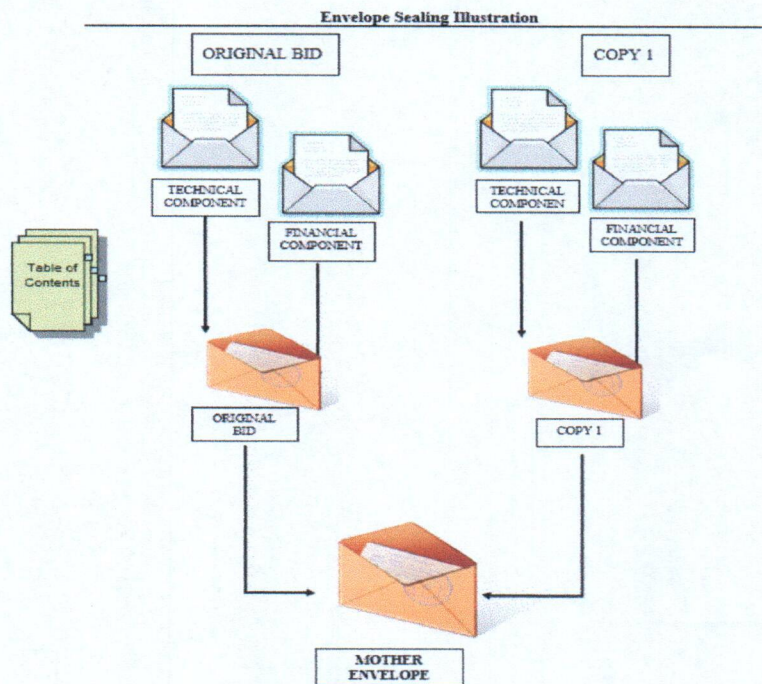 Envelope Sealing Illustration
ORIGINAL BID
COPY 1
TECHNICAL
COMPONENT
FINANCIAL
COMPONENT
TECHNICAL
COMPONEN
FINANCIAL
COMPONENT
Table of
Contents
ORIGINAL
BID
COPY 1
MOTHER
ENVELOPE